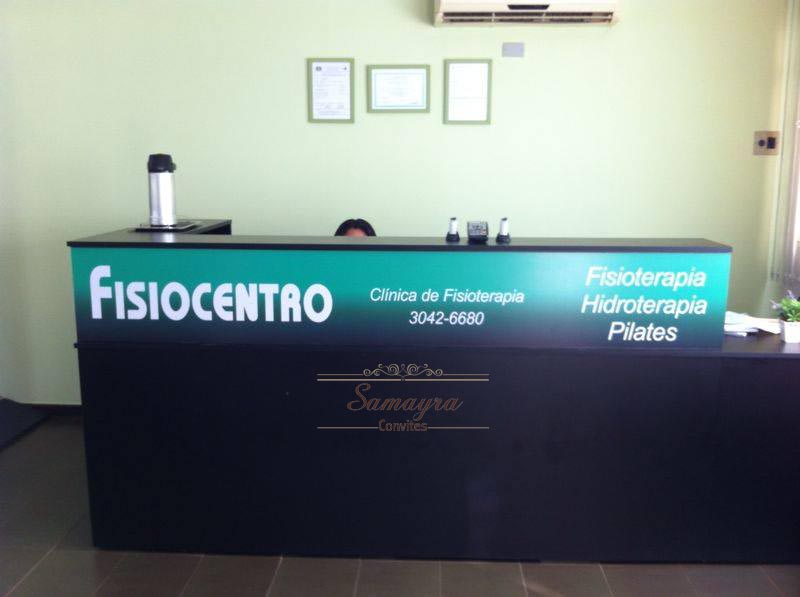 FISIOCENTRO
Clínica de Fisioterapia
3042-6680
Fisioterapia
Hidroterapia
Pilates
Samayra
Convites